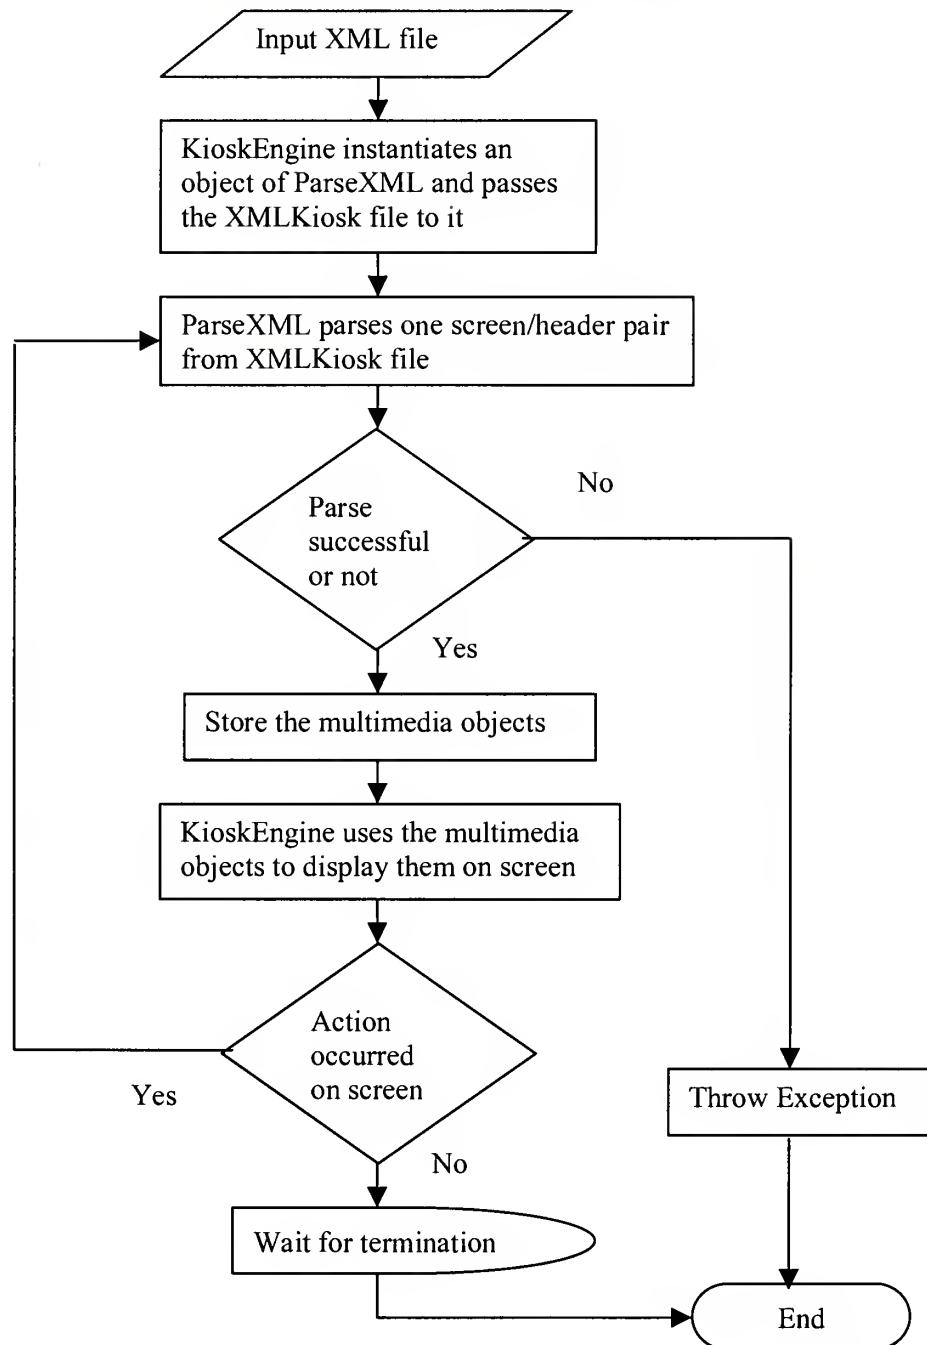 Input XML file
KioskEngine instantiates an
object of ParseXML and passes
the XMLKiosk file to it
ParseXML parses one screen/header pair
from XMLKiosk file
No
Parse
successful
or not
Yes
Store the multimedia objects
KioskEngine uses the multimedia
objects to display them on screen
Action
occurred
on screen
Yes
Throw Exception
No
Wait for termination
End